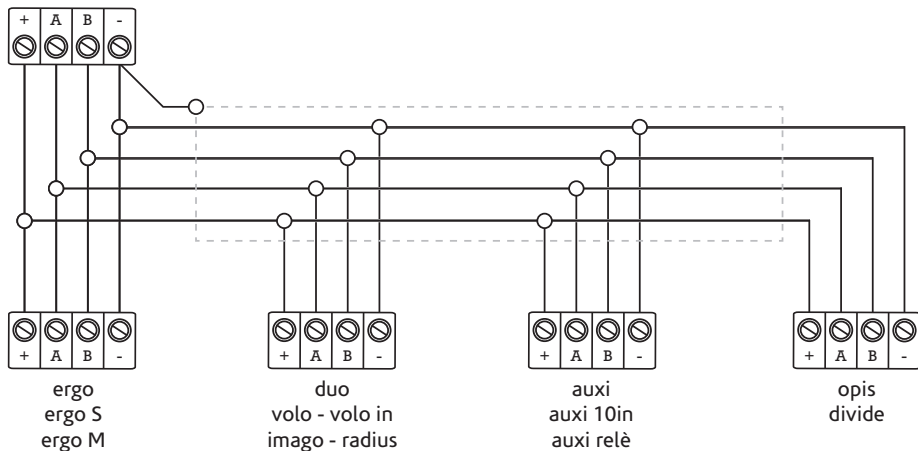 + A B -
+ A B -
+ A B -
+ A B -
+ A B -
ergo
ergo S
ergo M
duo
volo - volo in
imago - radius
auxi
auxi 10in
auxi relè
opis
divide